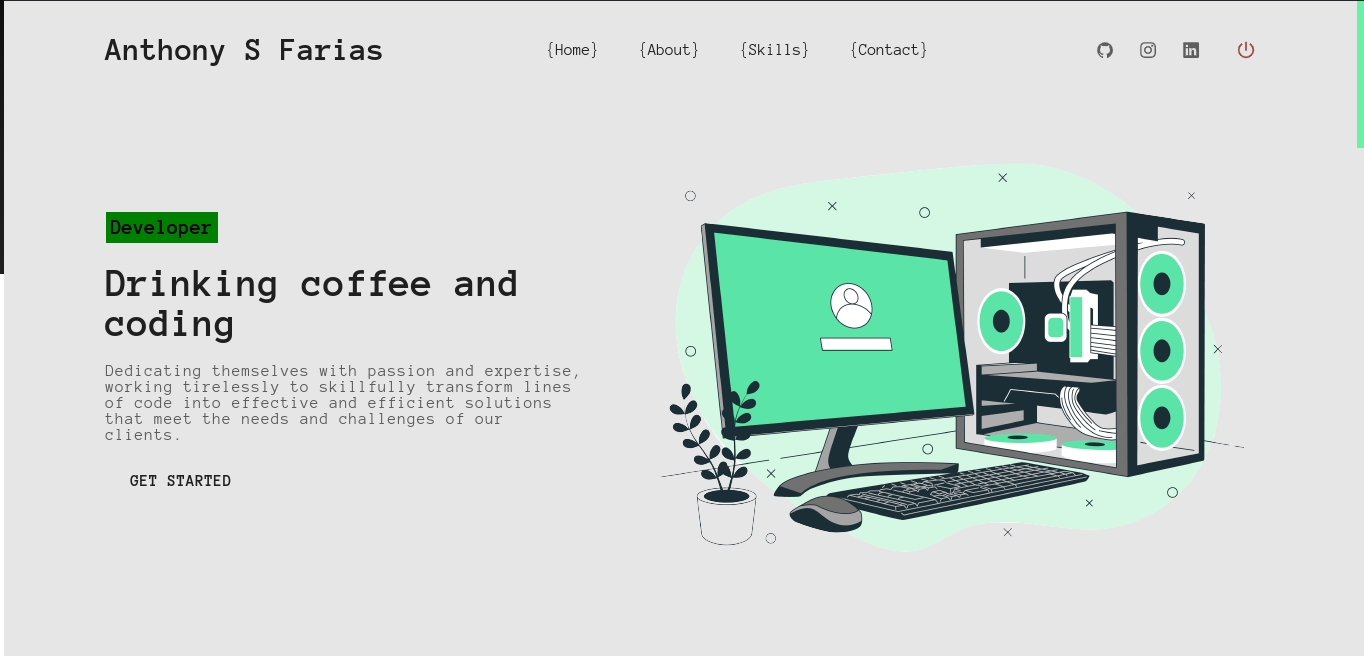 Anthony S Farias
{Home}
{About}
{Skills}
{Contact}
Developer
Drinking coffee and
coding
Dedicating themselves with passion and expertise,
working tirelessly to skillfully transform lines
of code into effective and efficient solutions
that meet the needs and challenges of our
clients.
GET STARTED